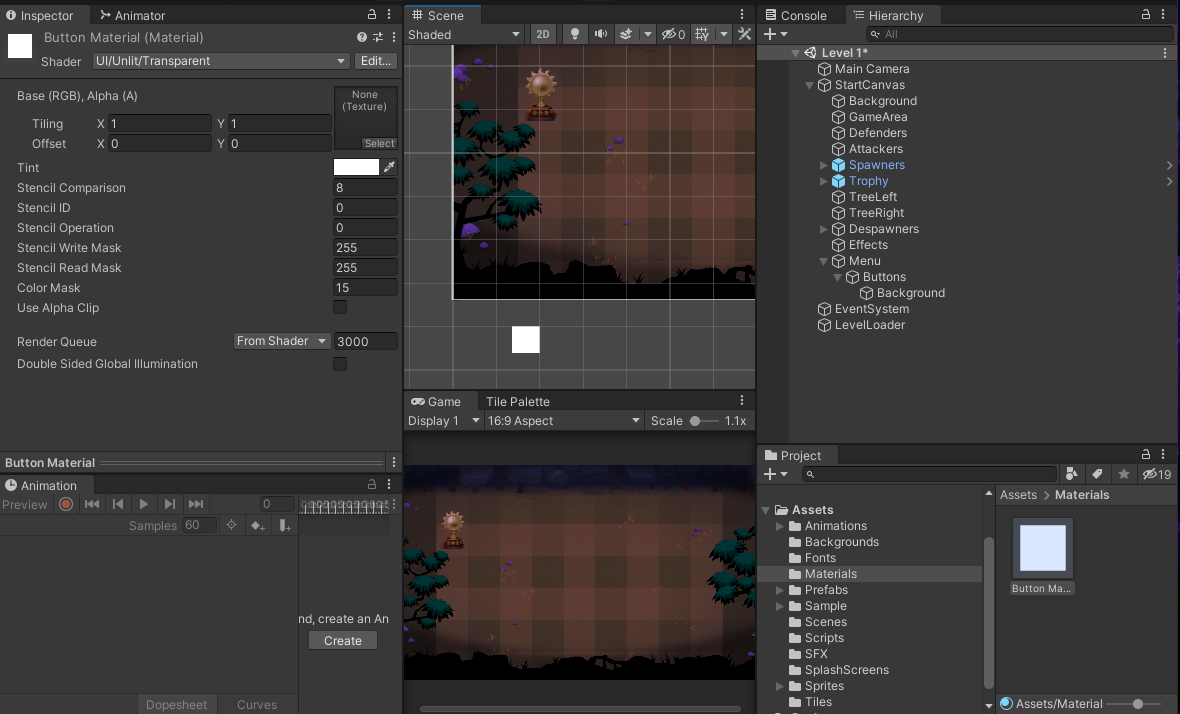 Inspector
Animator
Button Material (Material)
Shader
UI/Unlit/Transparent
Edit...
Base (RGB), Alpha (A)
None
(Texture)
Tiling
X 1
Y 1
Offset
X 0
Y 0
Select
Tint
Stencil Comparison
8
Stencil ID
0
Stencil Operation
0
Stencil Write Mask
255
Stencil Read Mask
255
Color Mask
15
Use Alpha Clip
Render Queue
From Shader
3000
Double Sided Global Illumination
Button Material
Animation
Preview
0
Samples 60
nd, create an An
Create
Dopesheet
Curves
Scene
Shaded
2D
0
Game
Tile Palette
Display 1
16:9 Aspect
Scale
1.1x
Console
Hierarchy
All
Level 1*
Main Camera
StartCanvas
Background
GameArea
Defenders
Attackers
Spawners
Trophy
TreeLeft
TreeRight
Despawners
Effects
Menu
Buttons
Background
EventSystem
LevelLoader
Project
19
Assets
Animations
Backgrounds
Fonts
Materials
Prefabs
Sample
Scenes
Scripts
SFX
SplashScreens
Sprites
Tiles
Assets > Materials
Button Ma...
Assets/Material